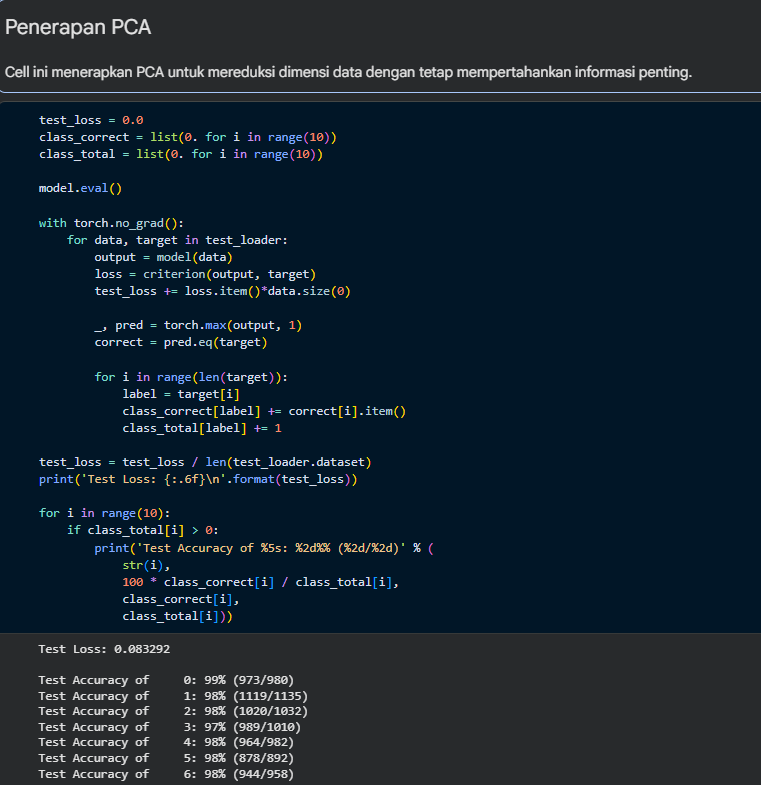 Penerapan PCA
Cell ini menerapkan PCA untuk mereduksi dimensi data dengan tetap mempertahankan informasi penting.
test_loss = 0.0
class_correct = list(0. for i in range(10))
class_total = list(0. for i in range(10))
model.eval()
with torch.no_grad():
    for data, target in test_loader:
        output = model(data)
        loss = criterion(output, target)
        test_loss += loss.item()*data.size(0)
        _, pred = torch.max(output, 1)
        correct = pred.eq(target)
        for i in range(len(target)):
            label = target[i]
            class_correct[label] += correct[i].item()
            class_total[label] += 1
test_loss = test_loss / len(test_loader.dataset)
print('Test Loss: {:.6f}\n'.format(test_loss))
for i in range(10):
    if class_total[i] > 0:
        print('Test Accuracy of %5s: %2d%% (%2d/%2d)' % (
            str(i),
            100 * class_correct[i] / class_total[i],
            class_correct[i],
            class_total[i]))
Test Loss: 0.083292
Test Accuracy of     0: 99% (973/980)
Test Accuracy of     1: 98% (1119/1135)
Test Accuracy of     2: 98% (1020/1032)
Test Accuracy of     3: 97% (989/1010)
Test Accuracy of     4: 98% (964/982)
Test Accuracy of     5: 98% (878/892)
Test Accuracy of     6: 98% (944/958)